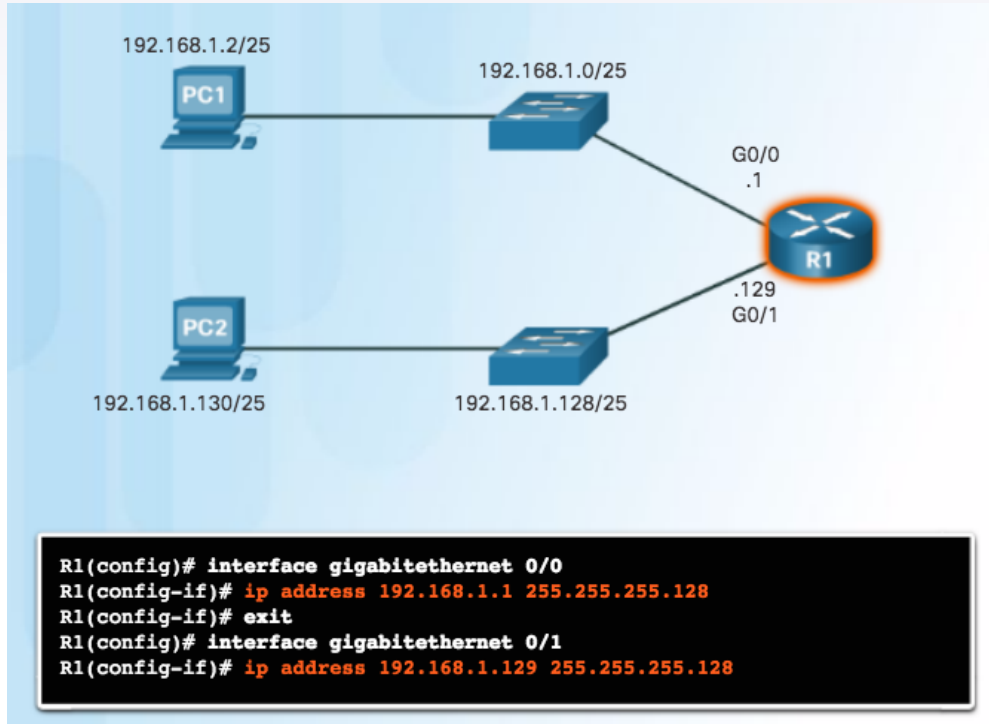 192.168.1.2/25
PC1
192.168.1.0/25
G0/0
.1
R1
.129
G0/1
PC2
192.168.1.130/25
192.168.1.128/25
R1(config)# interface gigabitethernet 0/0
R1(config-if)# ip address 192.168.1.1 255.255.255.128
R1(config-if)# exit
R1(config)# interface gigabitethernet 0/1
R1(config-if)# ip address 192.168.1.129 255.255.255.128